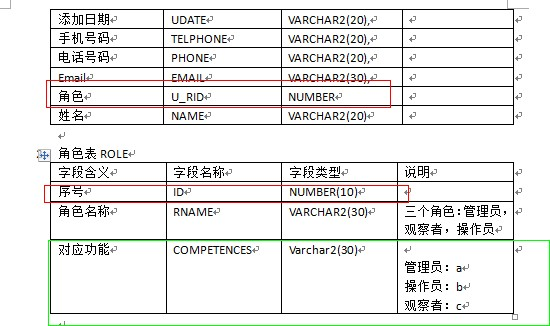 添加日期 UDATE VARCHAR2(20),
手机号码 TELPHONE VARCHAR2(20),
电话号码 PHONE VARCHAR2(20),
Email EMAIL VARCHAR2(30),
角色 U_RID NUMBER
姓名 NAME VARCHAR2(20)
角色表 ROLE
字段含义 字段名称 字段类型 说明
序号 ID NUMBER(10)
角色名称 RNAME VARCHAR2(30) 三个角色:管理员，
观察者，操作员
对应功能 COMPETENCES Varchar2(30)
管理员：a
操作员：b
观察者：c